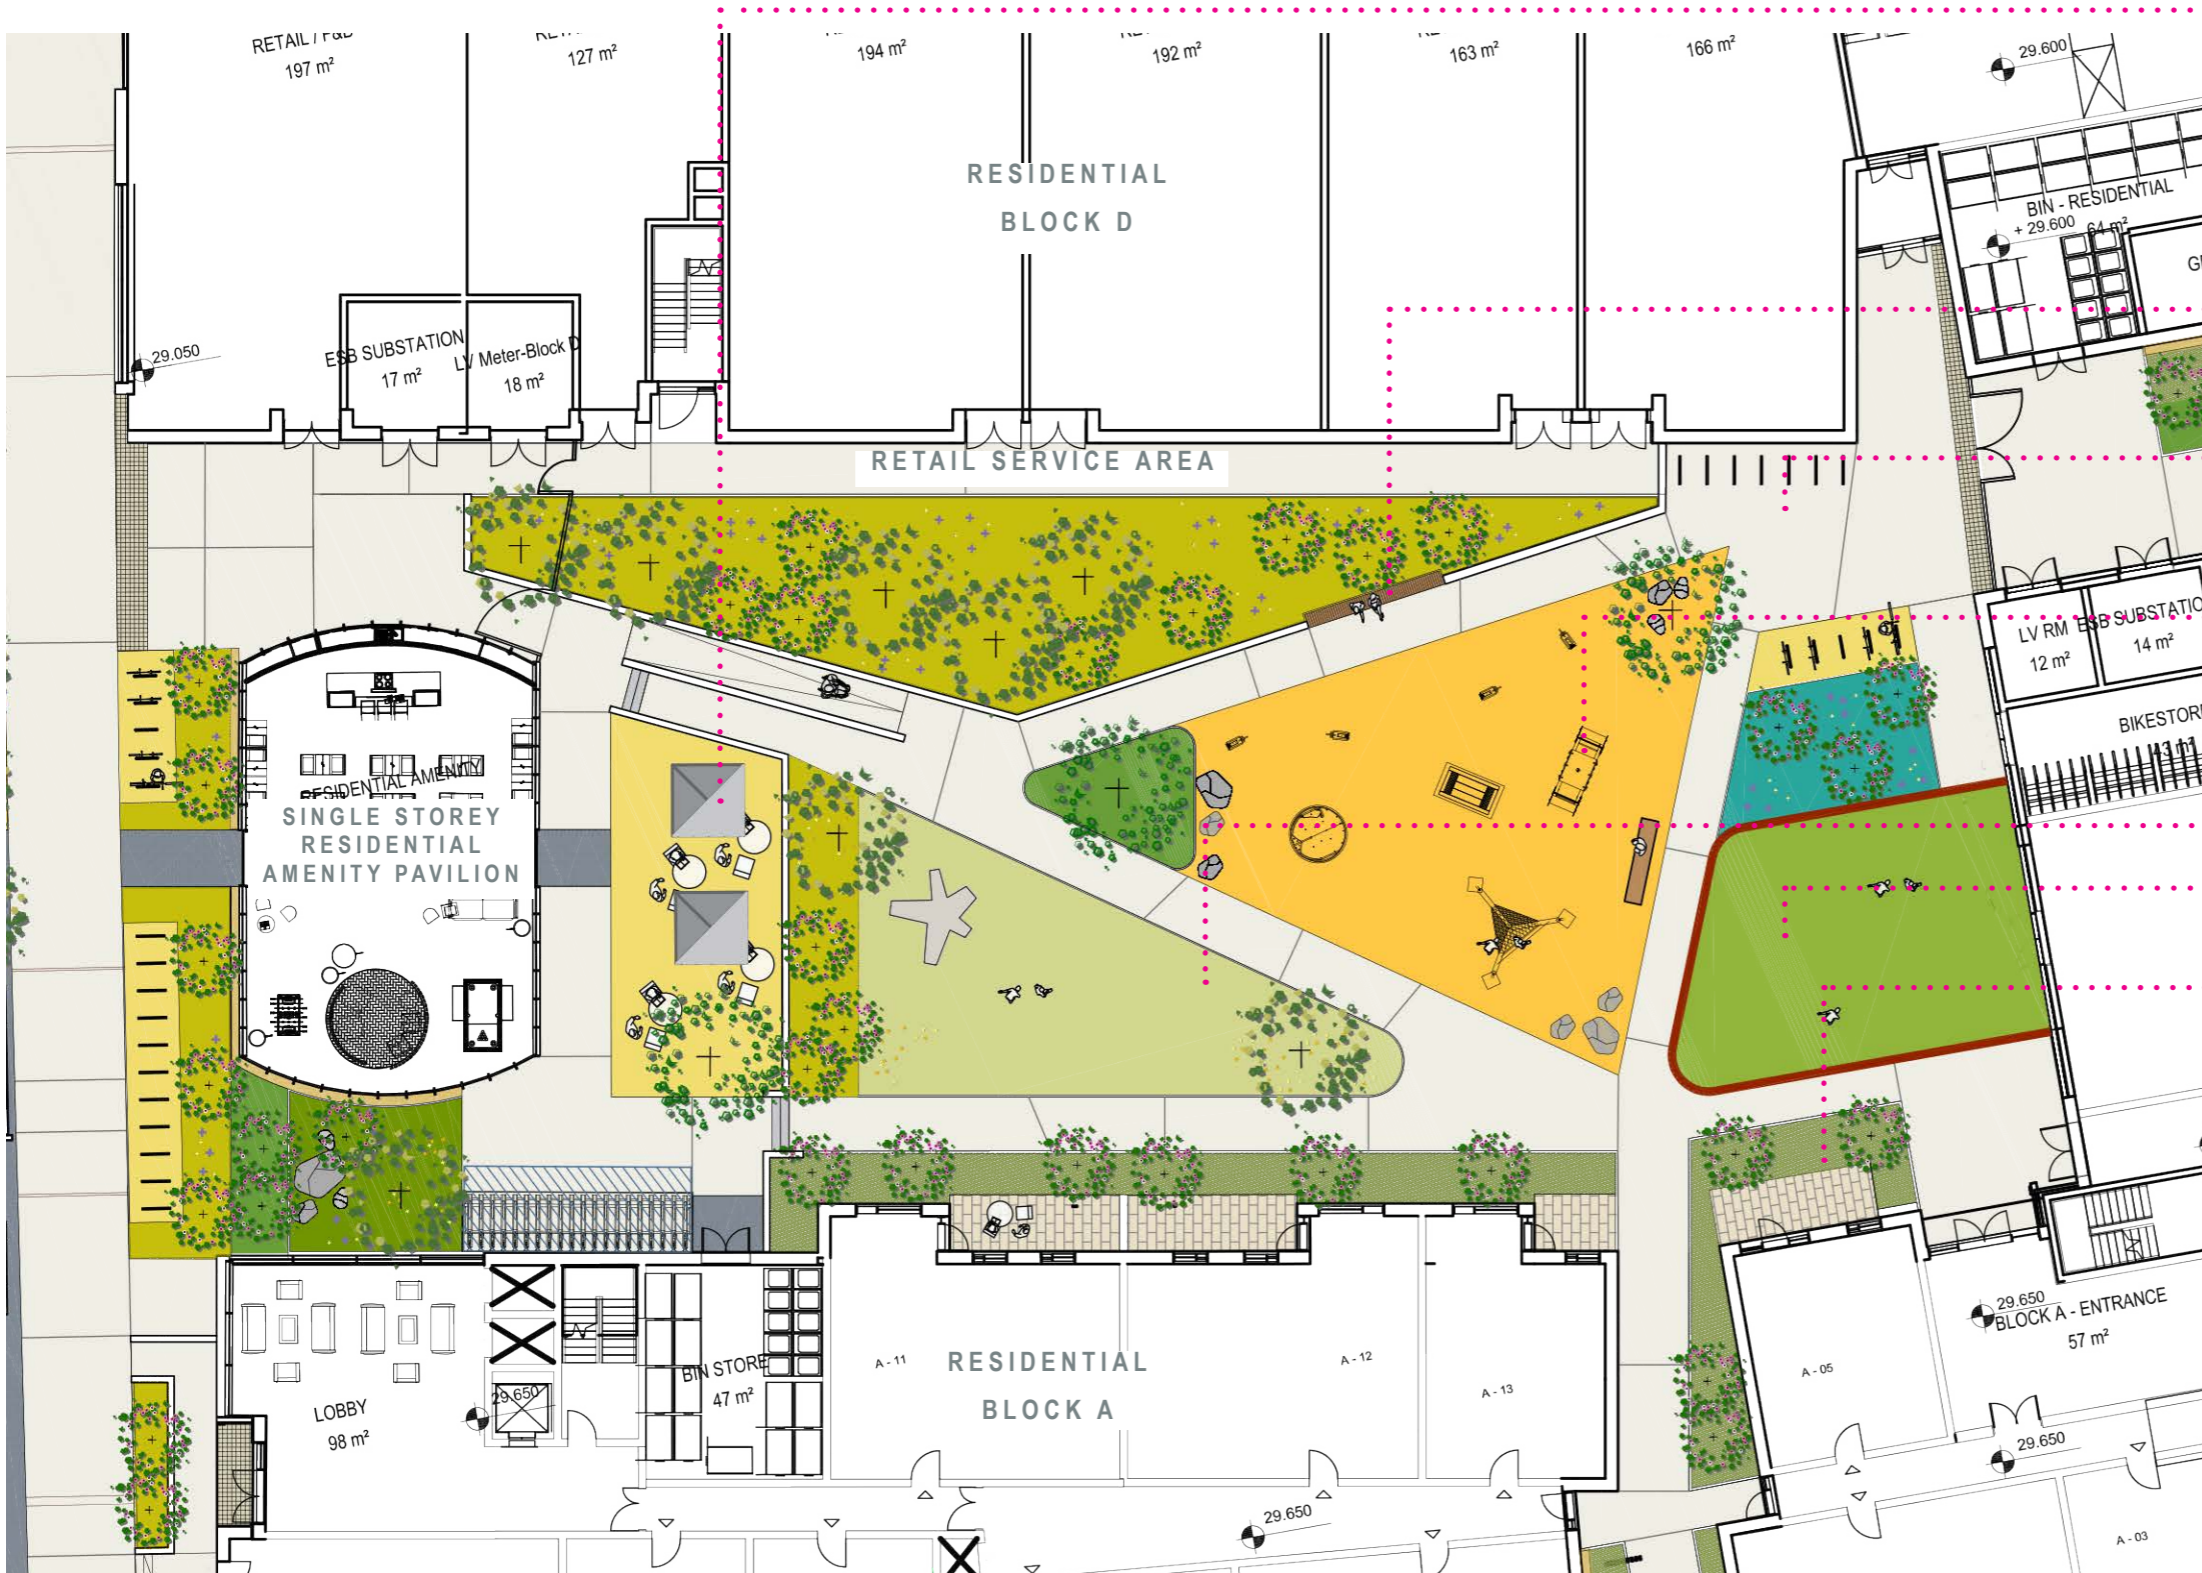 RETAIL / F&B
197 m²
127 m²
194 m²
192 m²
163 m²
166 m²
29.600
RESIDENTIAL
BLOCK D
BIN - RESIDENTIAL
+ 29.600
64 m²
29.050
ESB SUBSTATION
17 m²
LV Meter-Block D
18 m²
RETAIL SERVICE AREA
LV RM
12 m²
ESB SUBSTATIO
14 m²
BIKESTOR
43 m²
RESIDENTIAL AMENITY
SINGLE STOREY
RESIDENTIAL
AMENITY PAVILION
LOBBY
98 m²
29.650
BIN STORE
47 m²
A - 11
RESIDENTIAL
BLOCK A
A - 12
A - 13
A - 05
29.650
BLOCK A - ENTRANCE
57 m²
29.650
29.650
A - 03